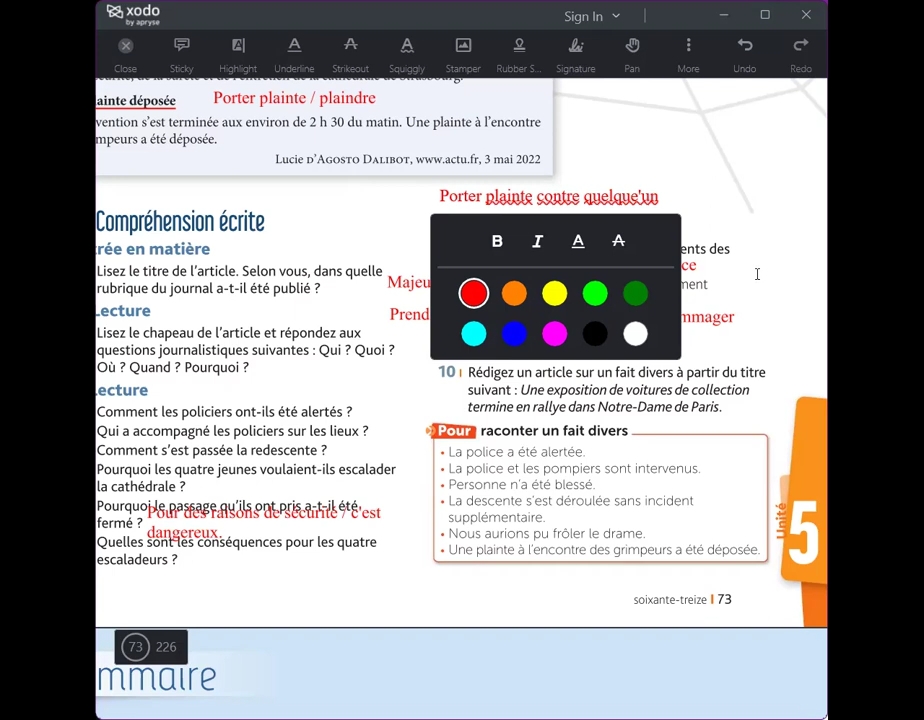 xodo
by apryse
Sign In
Close Sticky Highlight Underline Strikeout Squiggly Stamper Rubber S... Signature Pan More Undo Redo
ainte déposée Porter plainte / plaindre
vention s'est terminée aux environ de 2 h 30 du matin. Une plainte à l'encontre
mpeurs a été déposée.
Lucie D'AGOSTO DALIBOT, www.actu.fr, 3 mai 2022
Porter plainte contre quelque'un
Compréhension écrite
rée en matière
Lisez le titre de l'article. Selon vous, dans quelle
rubrique du journal a-t-il été publié ?
Lecture
Lisez le chapeau de l'article et répondez aux
questions journalistiques suivantes : Qui ? Quoi ?
Où ? Quand ? Pourquoi ?
ecture
Comment les policiers ont-ils été alertés ?
Qui a accompagné les policiers sur les lieux ?
Comment s'est passée la redescente ?
Pourquoi les quatre jeunes voulaient-ils escalader
la cathédrale ?
Pourquoi le passage qu'ils ont pris a-t-il été
fermé ?
Pour des raisons de sécurité / c'est
dangereux.
Quelles sont les conséquences pour les quatre
escaladeurs ?
B I A A
ents des
ce
Majeu
ment
Prend
mmager
10 Rédigez un article sur un fait divers à partir du titre
suivant : Une exposition de voitures de collection
termine en rallye dans Notre-Dame de Paris.
Pour raconter un fait divers
• La police a été alertée.
• La police et les pompiers sont intervenus.
• Personne n'a été blessé.
• La descente s'est déroulée sans incident
supplémentaire.
• Nous aurions pu frôler le drame.
• Une plainte à l'encontre des grimpeurs a été déposée.
Unité
5
soixante-treize 73
73 226
mmaire